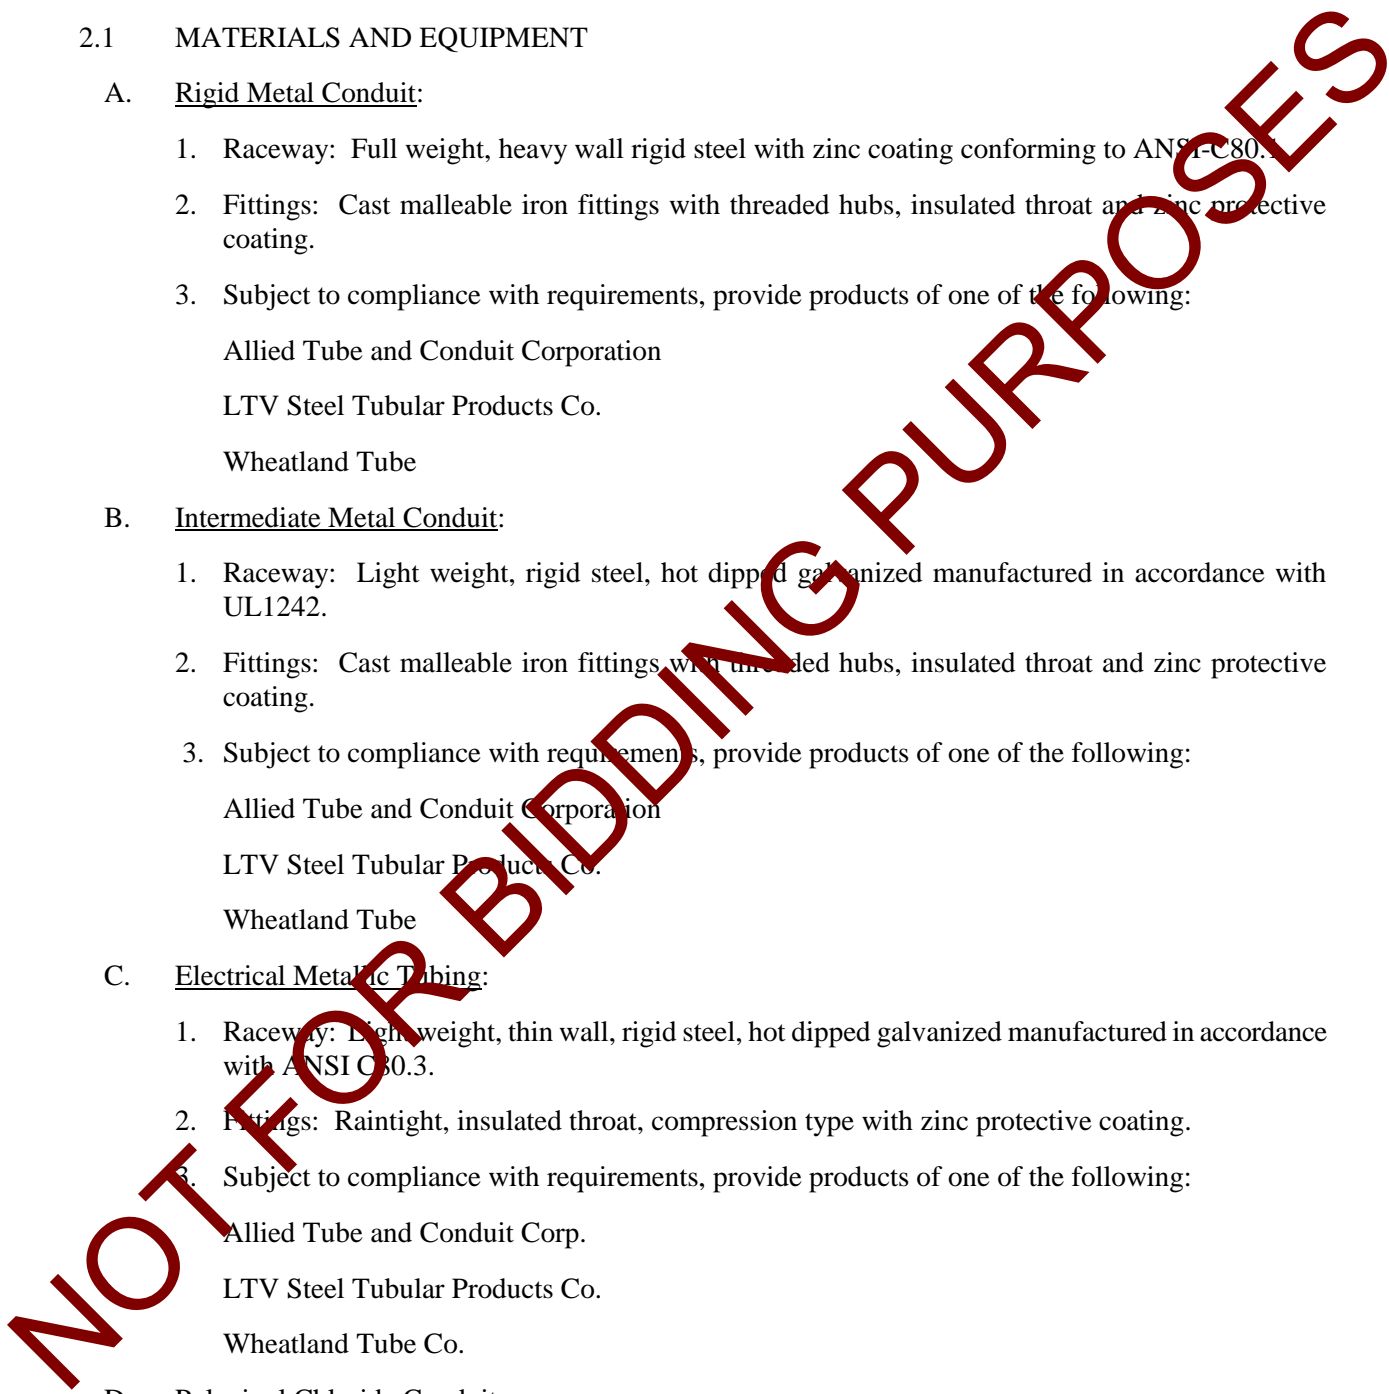 2.1 MATERIALS AND EQUIPMENT
A. Rigid Metal Conduit:
1. Raceway: Full weight, heavy wall rigid steel with zinc coating conforming to ANSI-C80.1.
2. Fittings: Cast malleable iron fittings with threaded hubs, insulated throat and zinc protective
coating.
3. Subject to compliance with requirements, provide products of one of the following:
Allied Tube and Conduit Corporation
LTV Steel Tubular Products Co.
Wheatland Tube
B. Intermediate Metal Conduit:
1. Raceway: Light weight, rigid steel, hot dipped galvanized manufactured in accordance with
UL1242.
2. Fittings: Cast malleable iron fittings with threaded hubs, insulated throat and zinc protective
coating.
3. Subject to compliance with requirements, provide products of one of the following:
Allied Tube and Conduit Corporation
LTV Steel Tubular Products Co.
Wheatland Tube
C. Electrical Metallic Tubing:
1. Raceway: Light weight, thin wall, rigid steel, hot dipped galvanized manufactured in accordance
with ANSI C80.3.
2. Fittings: Raintight, insulated throat, compression type with zinc protective coating.
3. Subject to compliance with requirements, provide products of one of the following:
Allied Tube and Conduit Corp.
LTV Steel Tubular Products Co.
Wheatland Tube Co.
NOT FOR BIDDING PURPOSES